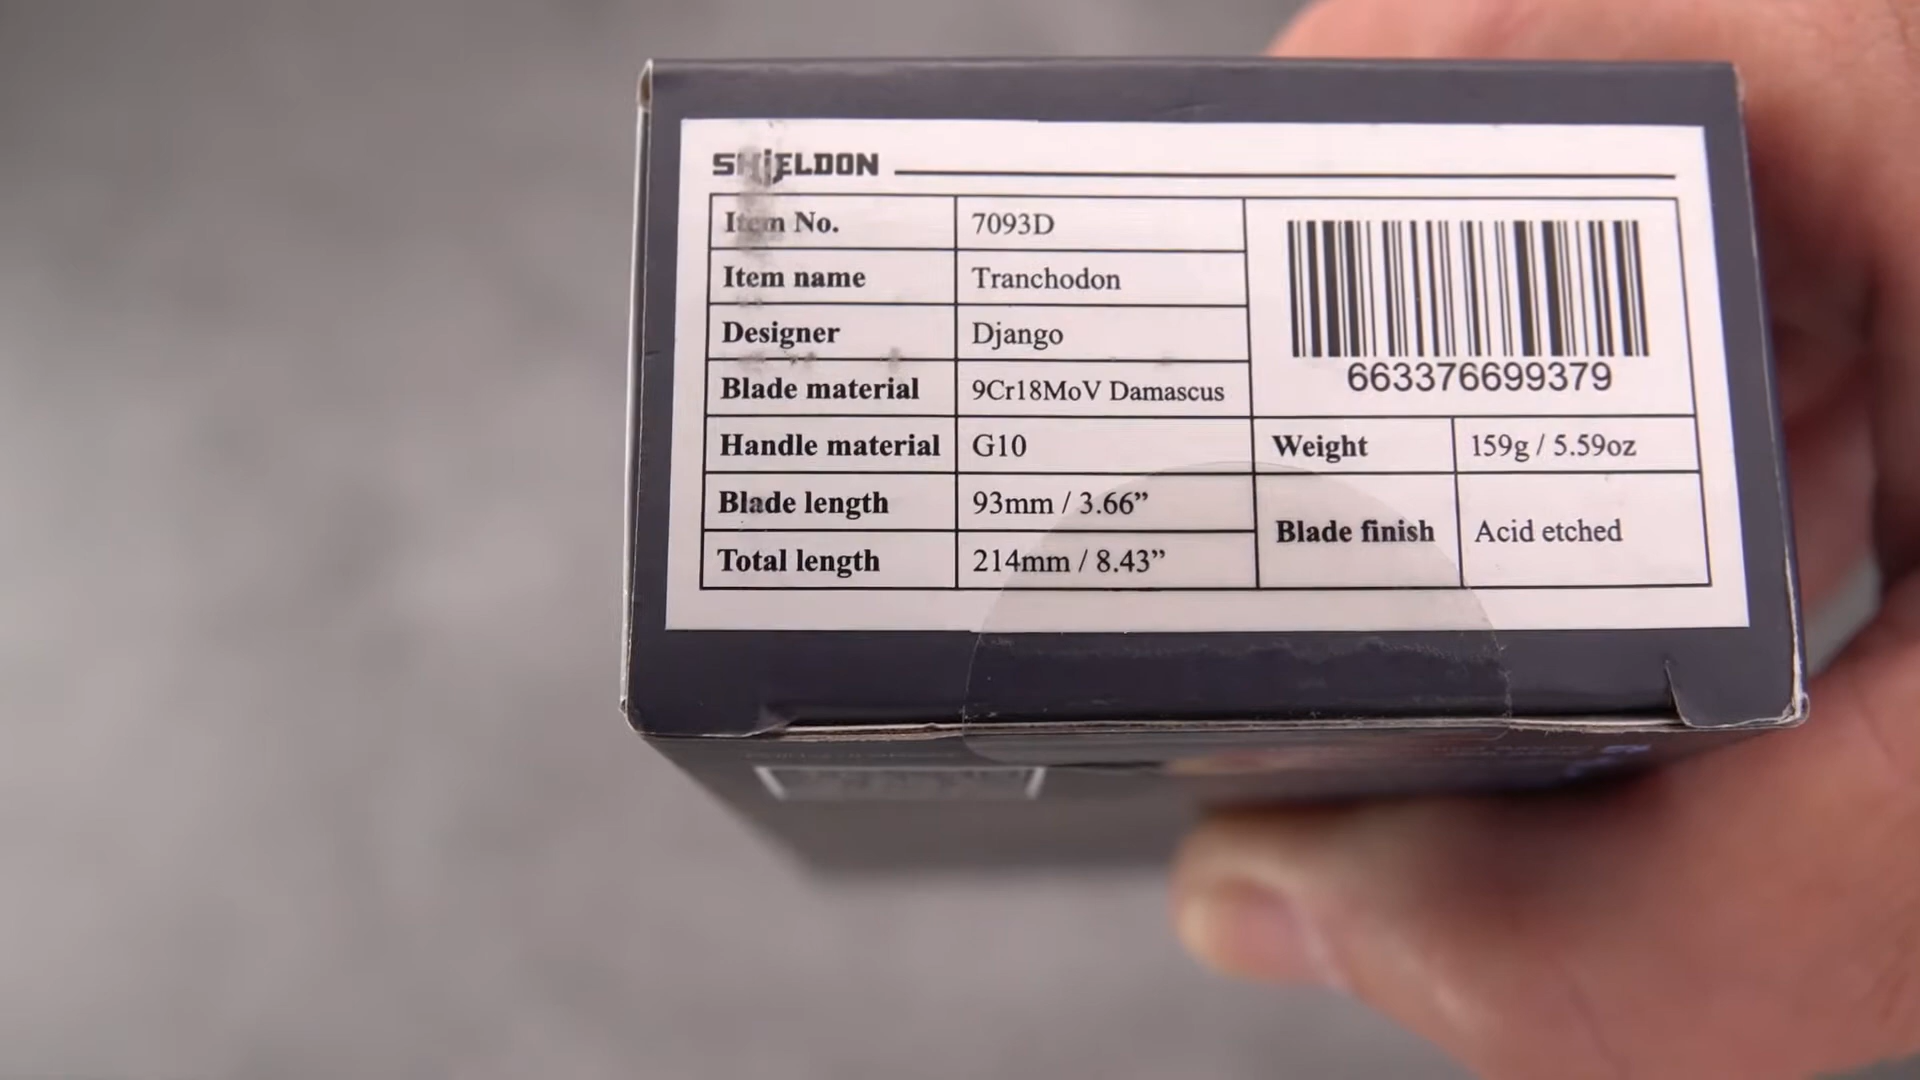 SHiELDON
Item No. 7093D
Item name Tranchodon
Designer Django
Blade material 9Cr18MoV Damascus
663376699379
Handle material G10 Weight 159g / 5.59oz
Blade length 93mm / 3.66”
Blade finish Acid etched
Total length 214mm / 8.43”